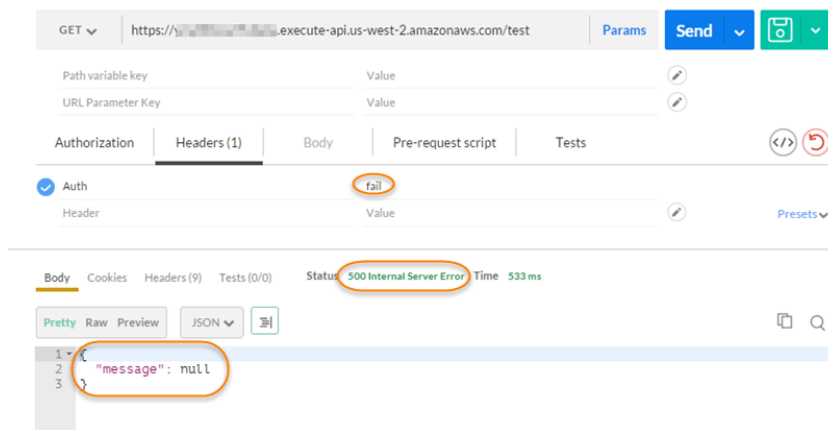 GET https:// .execute-api.us-west-2.amazonaws.com/test Params Send
Path variable key Value
URL Parameter Key Value
Authorization Headers (1) Body Pre-request script Tests </>
Auth fail
Header Value Presets
Body Cookies Headers (9) Tests (0/0) Status 500 Internal Server Error Time 533 ms
Pretty Raw Preview JSON
1 {
2 "message": null
3 }